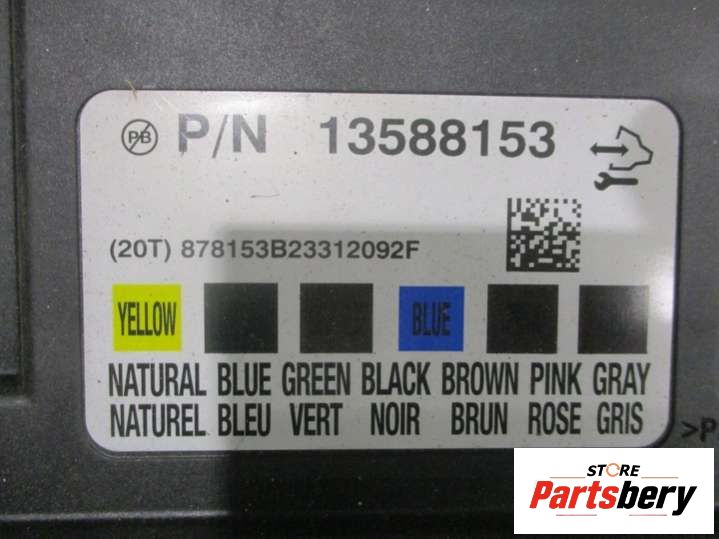 PB P/N 13588153
(20T) 878153B23312092F
YELLOW BLUE
NATURAL BLUE GREEN BLACK BROWN PINK GRAY
NATUREL BLEU VERT NOIR BRUN ROSE GRIS
>P
STORE
Partsbery